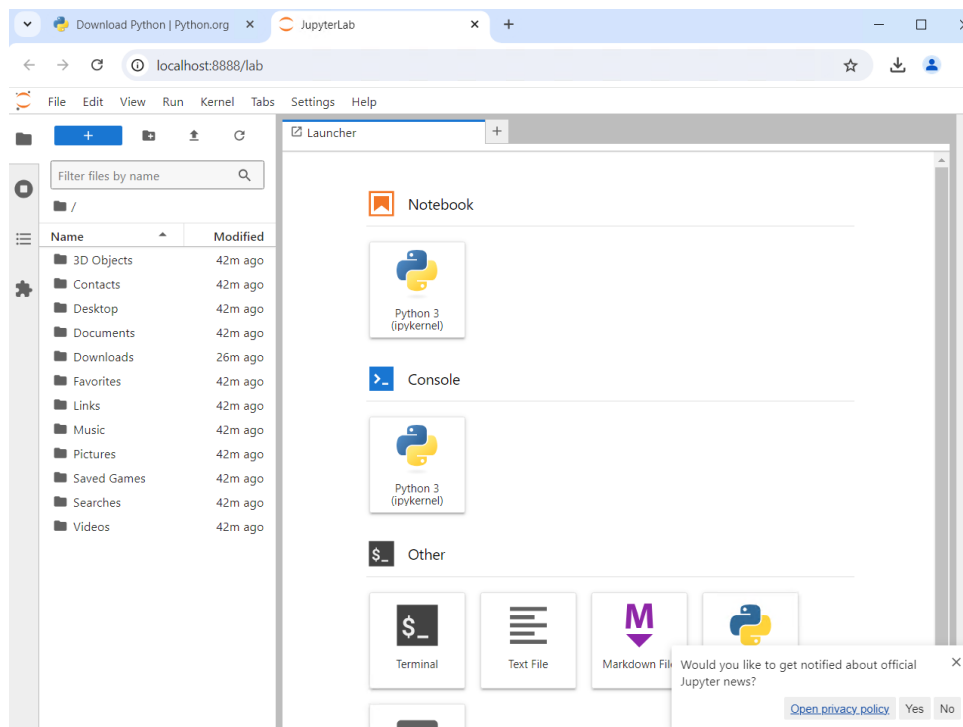 Download Python | Python.org
JupyterLab
localhost:8888/lab
File Edit View Run Kernel Tabs Settings Help
Launcher
Filter files by name
/
Name Modified
3D Objects 42m ago
Contacts 42m ago
Desktop 42m ago
Documents 42m ago
Downloads 26m ago
Favorites 42m ago
Links 42m ago
Music 42m ago
Pictures 42m ago
Saved Games 42m ago
Searches 42m ago
Videos 42m ago
Notebook
Python 3
(ipykernel)
Console
Python 3
(ipykernel)
$_ Other
$_
M
Terminal Text File Markdown File
Would you like to get notified about official
Jupyter news?
Open privacy policy Yes No